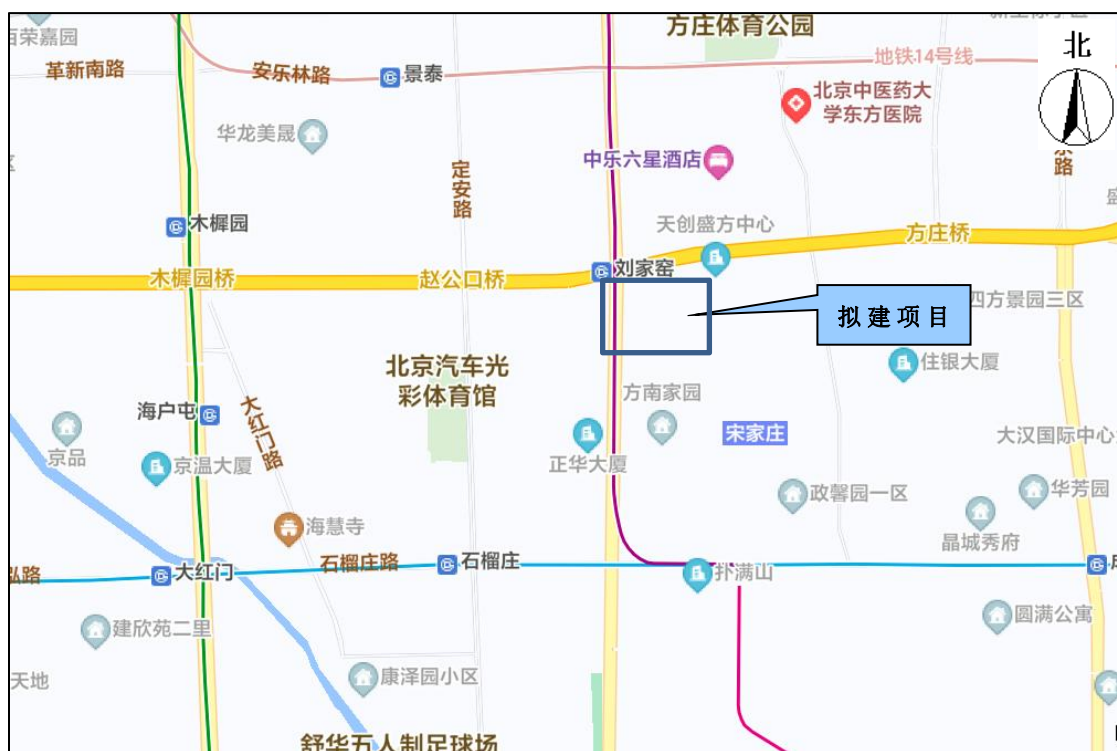 百荣嘉园
方庄体育公园
北
地铁14号线
革新南路
安乐林路
景泰
北京中医药大
学东方医院
华龙美晟
中乐六星酒店
定安路
路
木樨园
天创盛方中心
方庄桥
刘家窑
木樨园桥
赵公口桥
四方景园三区
拟建项目
北京汽车光
彩体育馆
住银大厦
方南家园
海户屯
大红门路
宋家庄
大汉国际中心
京品
京温大厦
正华大厦
政馨园一区
华芳园
海慧寺
晶城秀府
石榴庄路
石榴庄
大红门
扑满山
建欣苑二里
圆满公寓
天地
康泽园小区
舒华五人制足球场